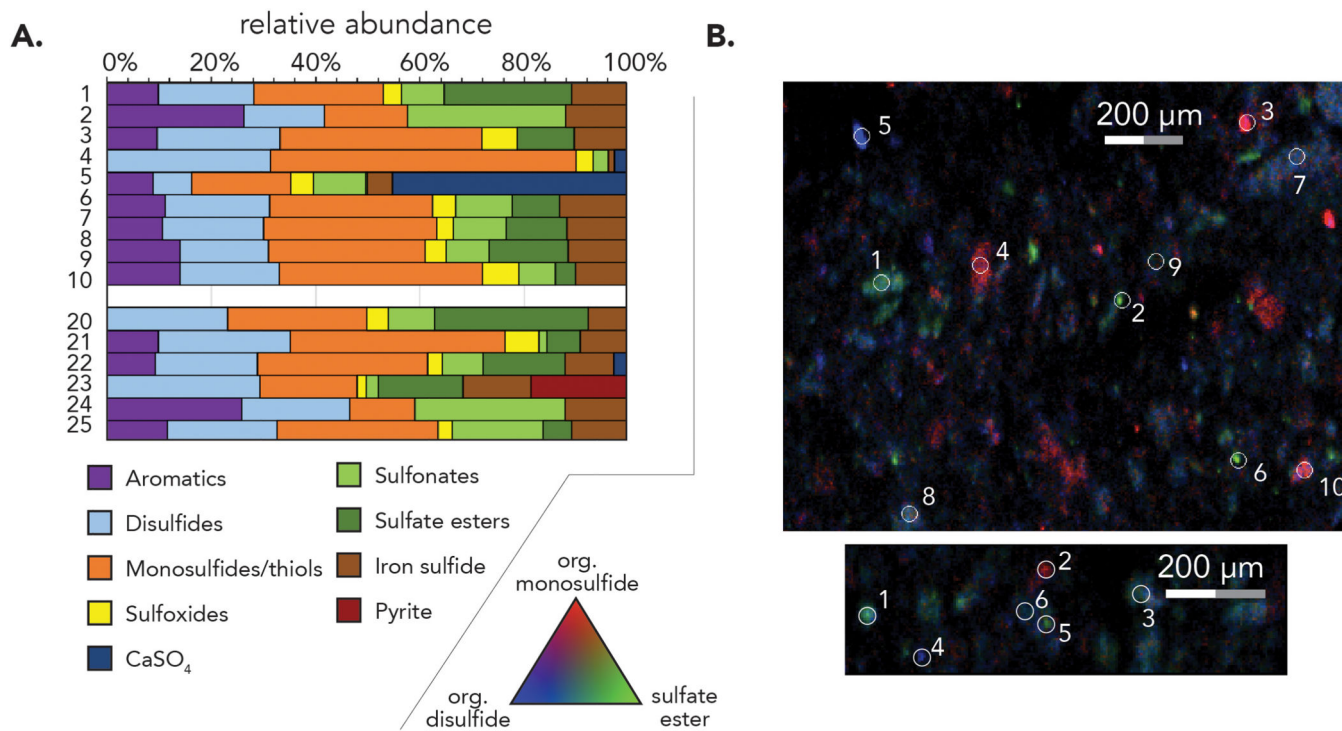 A.
relative abundance
0% 20% 40% 60% 80% 100%
1
2
3
4
5
6
7
8
9
10
20
21
22
23
24
25
Aromatics
Disulfides
Monosulfides/thiols
Sulfoxides
CaSO₄
Sulfonates
Sulfate esters
Iron sulfide
Pyrite
org.
monosulfide
org.
disulfide
sulfate
ester
B.
200 µm
5
3
7
1
4
9
2
8
6
10
200 µm
2
1
6
3
5
4